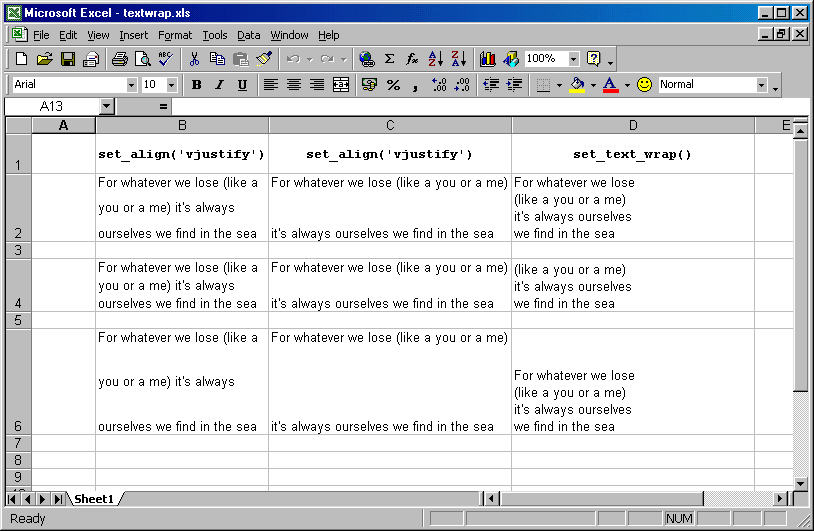 Microsoft Excel - textwrap.xls
File Edit View Insert Format Tools Data Window Help
Σ fx 100%
Arial 10 B I U % , Normal
A13 =
A B C D E
1 set_align('vjustify') set_align('vjustify') set_text_wrap()
For whatever we lose (like a For whatever we lose (like a you or a me) For whatever we lose
(like a you or a me)
you or a me) it's always it's always ourselves
2 ourselves we find in the sea it's always ourselves we find in the sea we find in the sea
3
For whatever we lose (like a For whatever we lose (like a you or a me) (like a you or a me)
you or a me) it's always it's always ourselves
4 ourselves we find in the sea it's always ourselves we find in the sea we find in the sea
5
For whatever we lose (like a For whatever we lose (like a you or a me)
you or a me) it's always For whatever we lose
(like a you or a me)
it's always ourselves
6 ourselves we find in the sea it's always ourselves we find in the sea we find in the sea
7
8
9
Sheet1
Ready NUM